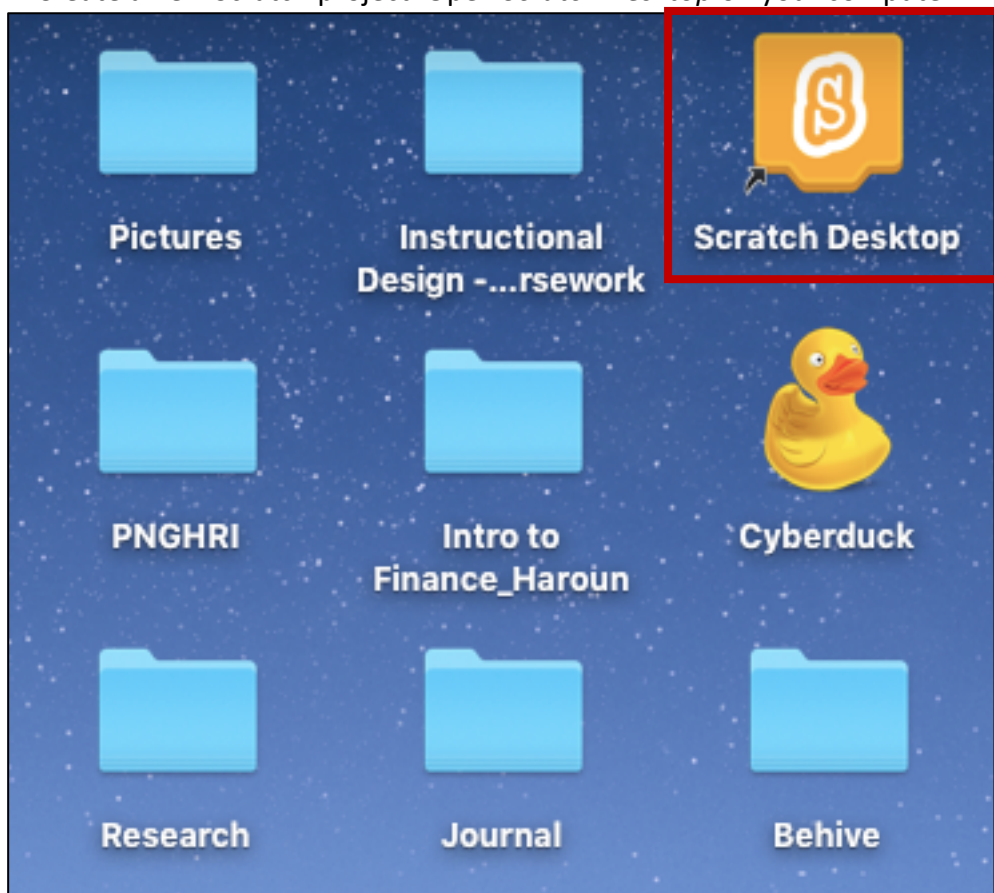 Pictures
Instructional
Design -...rsework
Scratch Desktop
PNGHRI
Intro to
Finance_Haroun
Cyberduck
Research
Journal
Behive